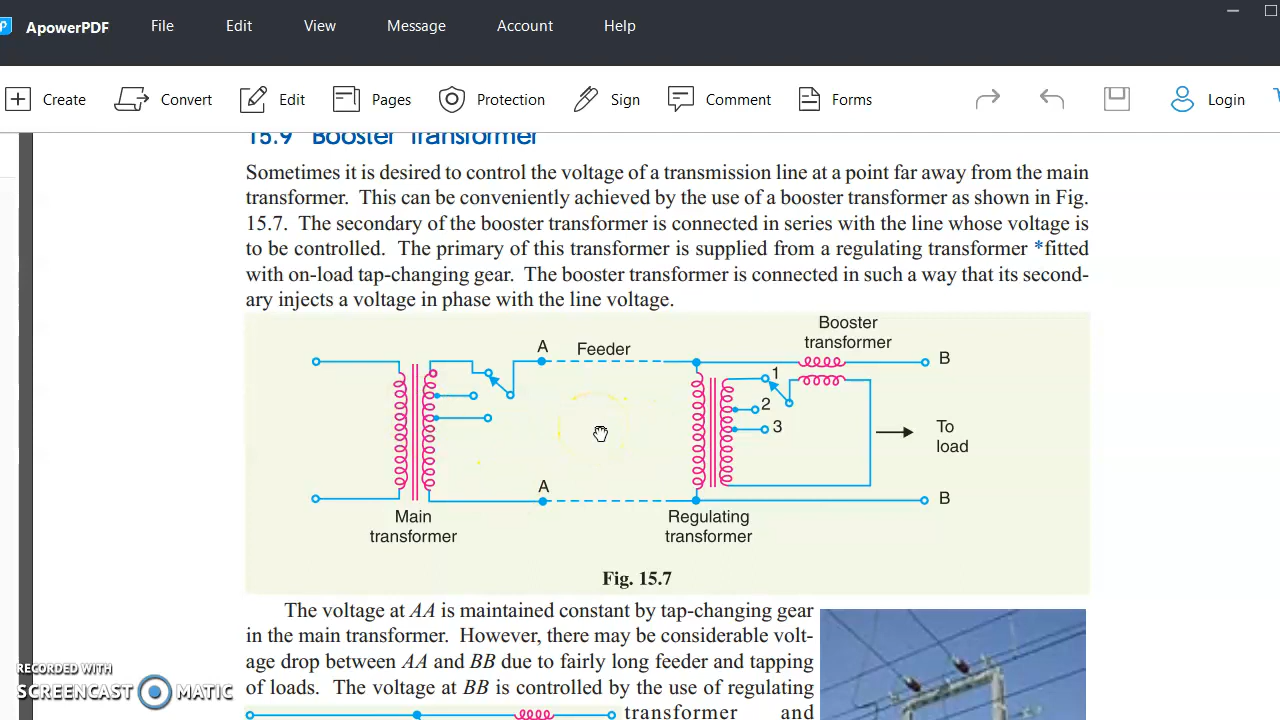 ApowerPDF File Edit View Message Account Help
Create Convert Edit Pages Protection Sign Comment Forms Login
15.9 Booster Transformer
Sometimes it is desired to control the voltage of a transmission line at a point far away from the main
transformer. This can be conveniently achieved by the use of a booster transformer as shown in Fig.
15.7. The secondary of the booster transformer is connected in series with the line whose voltage is
to be controlled. The primary of this transformer is supplied from a regulating transformer *fitted
with on-load tap-changing gear. The booster transformer is connected in such a way that its second-
ary injects a voltage in phase with the line voltage.
Booster
transformer
A
Feeder
B
1
2
3
To
load
A
B
Main
transformer
Regulating
transformer
Fig. 15.7
The voltage at AA is maintained constant by tap-changing gear
in the main transformer. However, there may be considerable volt-
age drop between AA and BB due to fairly long feeder and tapping
of loads. The voltage at BB is controlled by the use of regulating
transformer and
RECORDED WITH
SCREENCAST MATIC